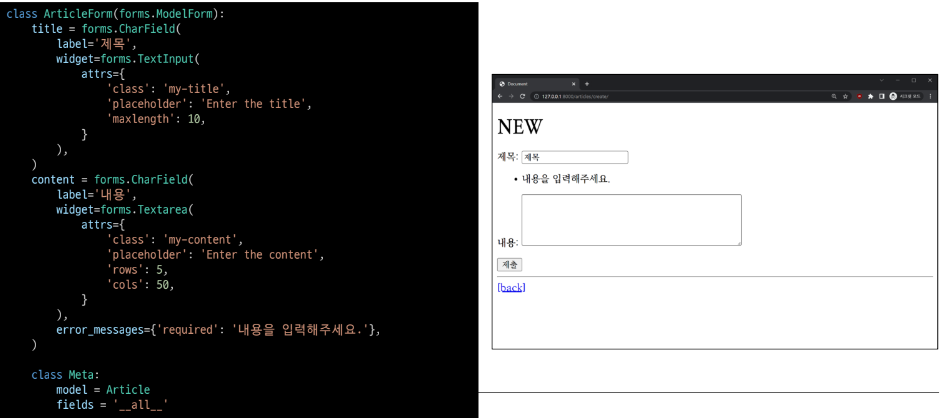 class ArticleForm(forms.ModelForm):
    title = forms.CharField(
        label='제목',
        widget=forms.TextInput(
            attrs={
                'class': 'my-title',
                'placeholder': 'Enter the title',
                'maxlength': 10,
            }
        ),
    )
    content = forms.CharField(
        label='내용',
        widget=forms.Textarea(
            attrs={
                'class': 'my-content',
                'placeholder': 'Enter the content',
                'rows': 5,
                'cols': 50,
            }
        ),
        error_messages={'required': '내용을 입력해주세요.'},
    )

    class Meta:
        model = Article
        fields = '__all__'
Document
127.0.0.1:8000/articles/create/
NEW
제목: 제목
• 내용을 입력해주세요.
내용:
제출
[back]